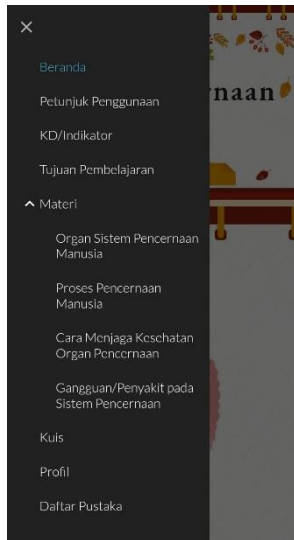 Beranda
Petunjuk Penggunaan
KD/Indikator
Tujuan Pembelajaran
Materi
Organ Sistem Pencernaan
Manusia
Proses Pencernaan
Manusia
Cara Menjaga Kesehatan
Organ Pencernaan
Gangguan/Penyakit pada
Sistem Pencernaan
Kuis
Profil
Daftar Pustaka
naan